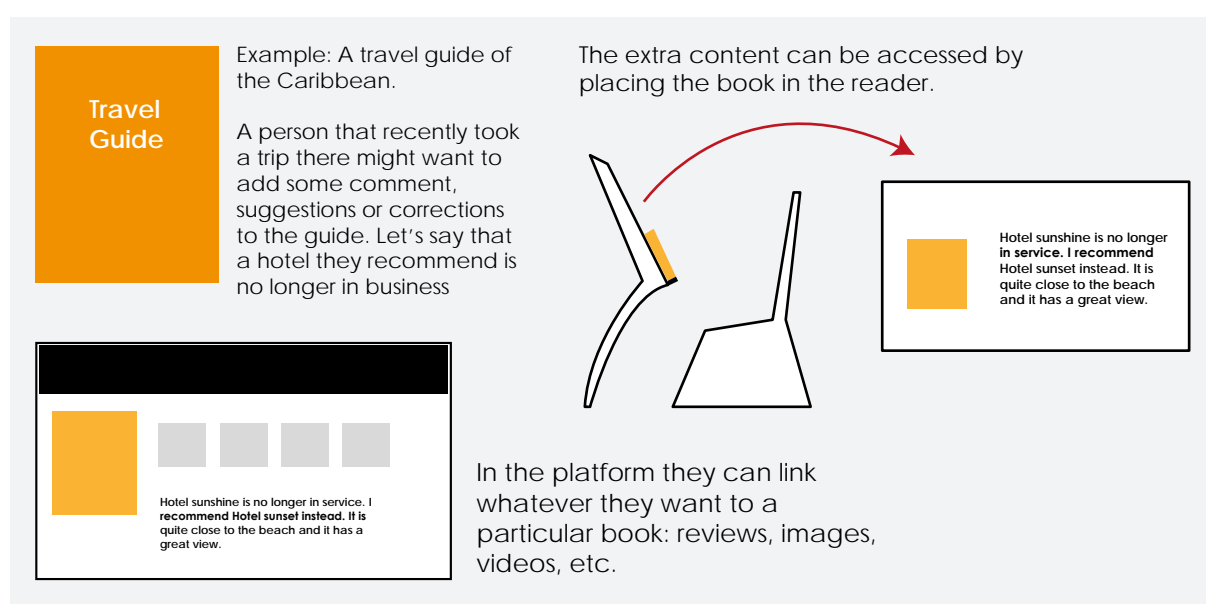 Travel
Guide
Example: A travel guide of
the Caribbean.
A person that recently took
a trip there might want to
add some comment,
suggestions or corrections
to the guide. Let's say that
a hotel they recommend is
no longer in business
The extra content can be accessed by
placing the book in the reader.
Hotel sunshine is no longer
in service. I recommend
Hotel sunset instead. It is
quite close to the beach
and it has a great view.
Hotel sunshine is no longer in service. I
recommend Hotel sunset instead. It is
quite close to the beach and it has a
great view.
In the platform they can link
whatever they want to a
particular book: reviews, images,
videos, etc.